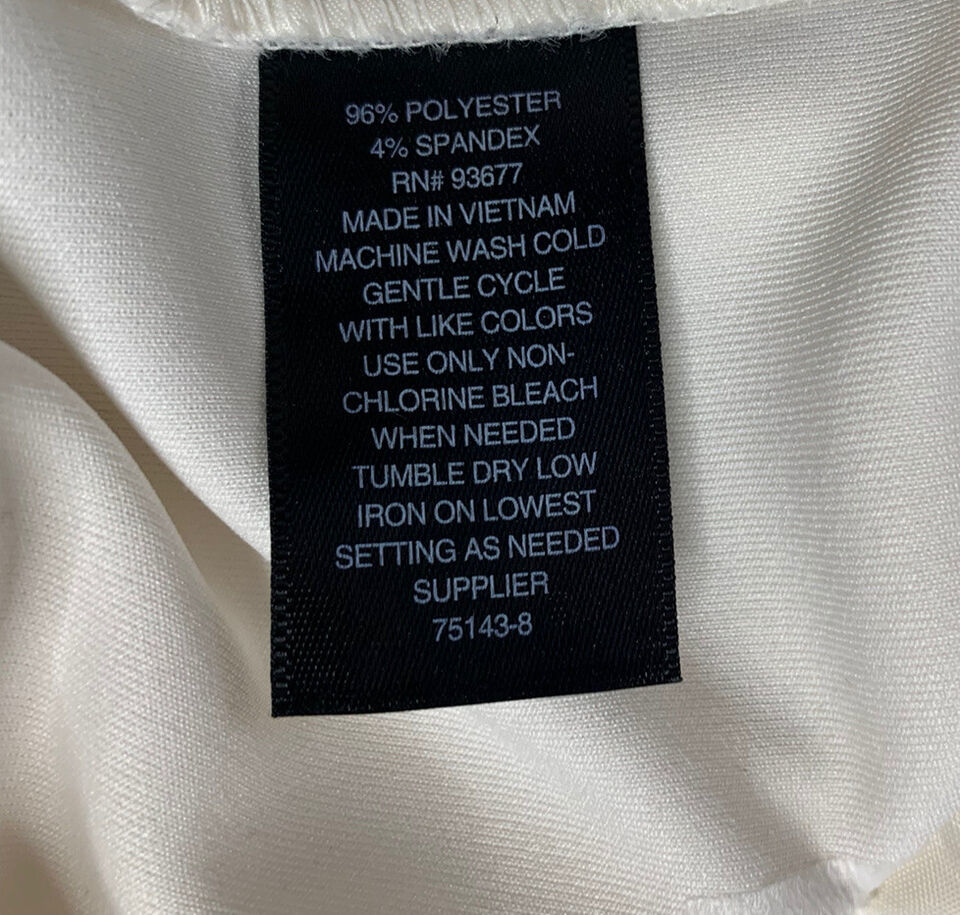 96% POLYESTER
4% SPANDEX
RN# 93677
MADE IN VIETNAM
MACHINE WASH COLD
GENTLE CYCLE
WITH LIKE COLORS
USE ONLY NON-
CHLORINE BLEACH
WHEN NEEDED
TUMBLE DRY LOW
IRON ON LOWEST
SETTING AS NEEDED
SUPPLIER
75143-8